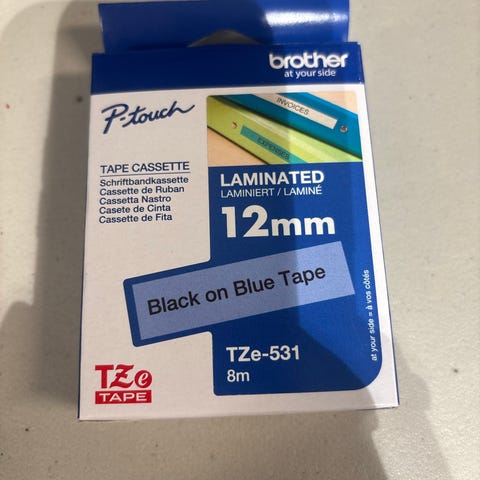 brother
at your side
P-touch
INVOICES
EXPENSES
TAPE CASSETTE
Schriftbandkassette
Cassette de Ruban
Cassetta Nastro
Casete de Cinta
Cassette de Fita
LAMINATED
LAMINIERT / LAMINÉ
12mm
Black on Blue Tape
TZe-531
8m
at your side = à vos côtés
TZe
TAPE